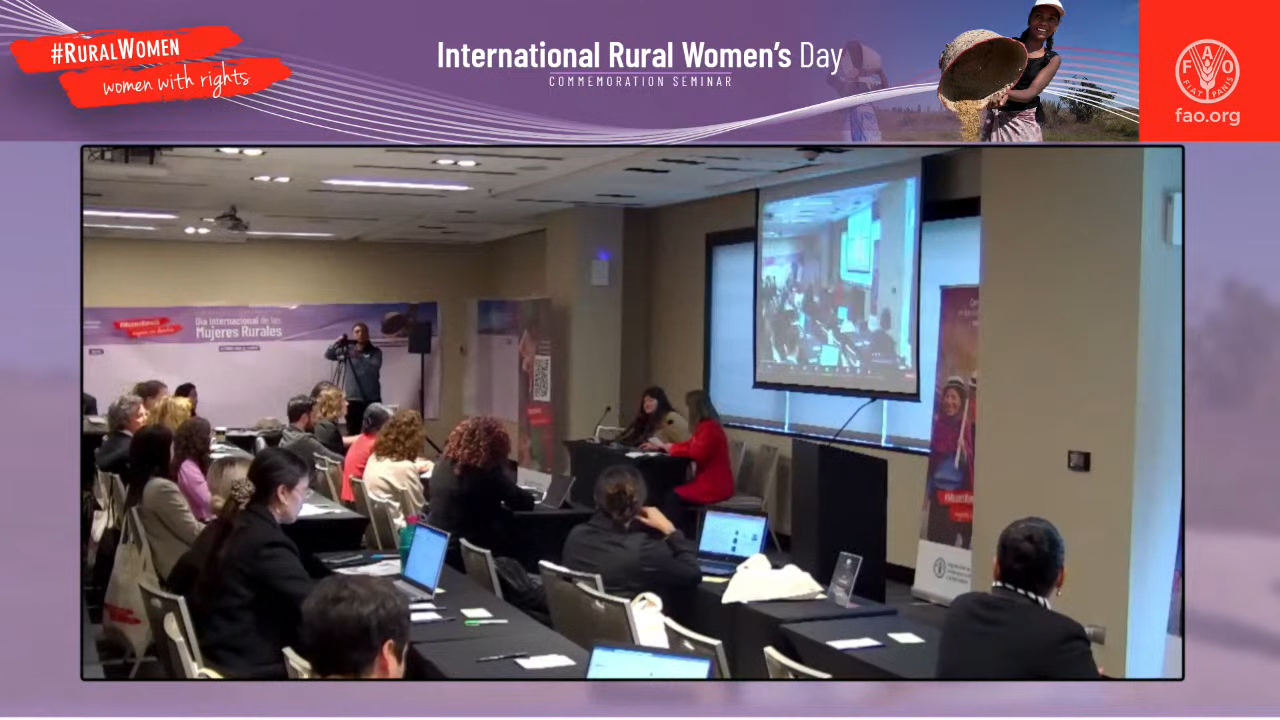 #RURALWOMEN
women with rights
International Rural Women's Day
COMMEMORATION SEMINAR
FAO
FIAT PANIS
fao.org
Día Internacional de las
Mujeres Rurales